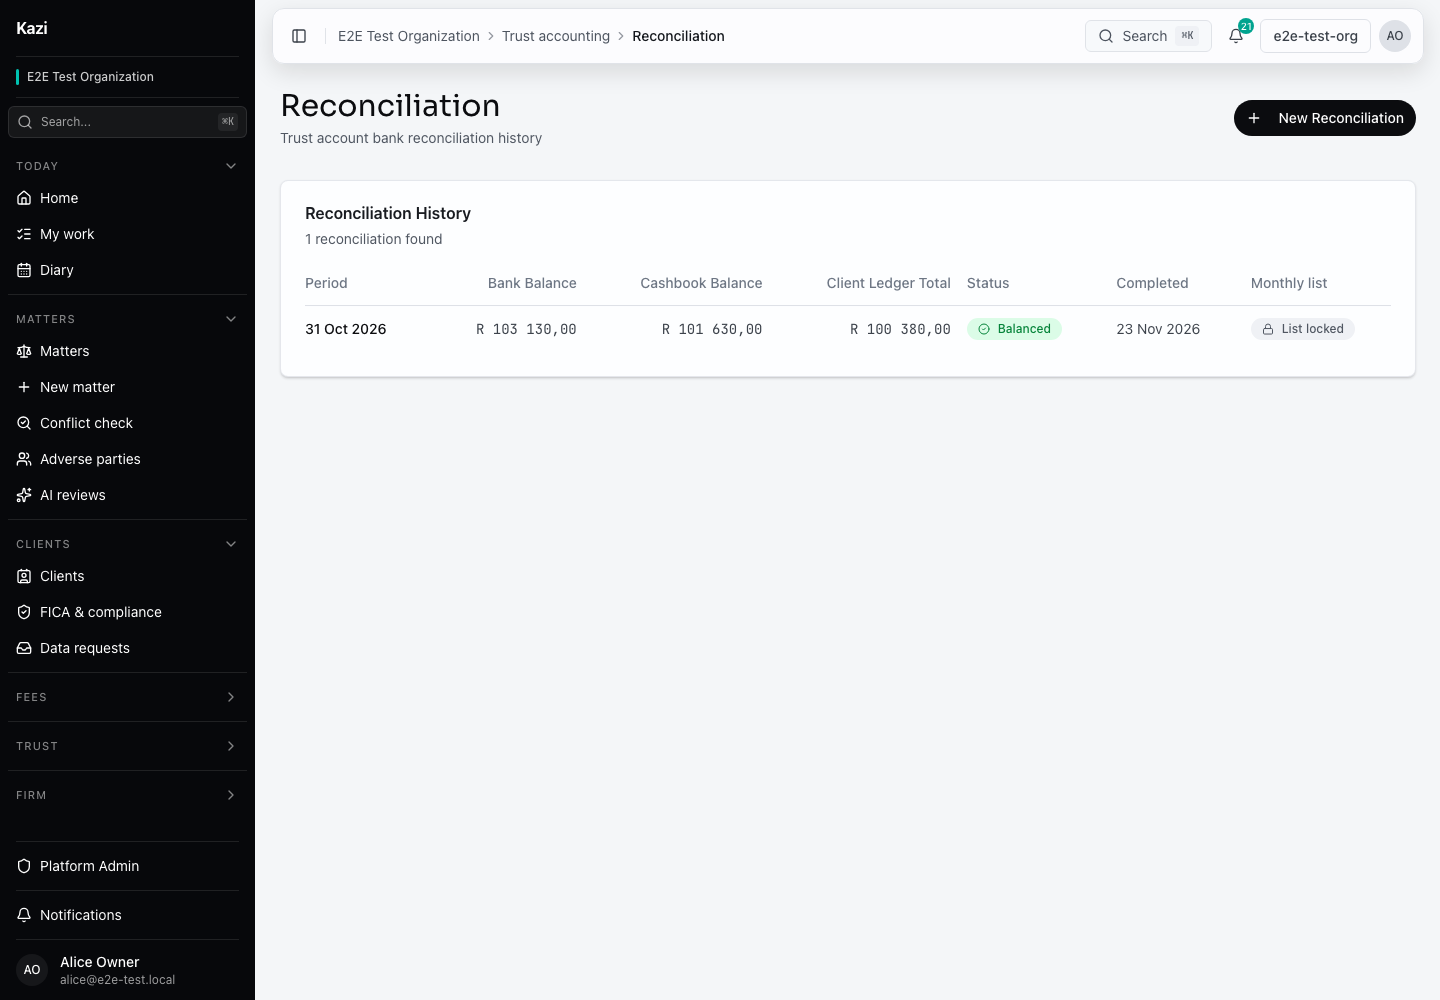 Kazi
E2E Test Organization
Search... ⌘K
TODAY
Home
My work
Diary
MATTERS
Matters
New matter
Conflict check
Adverse parties
AI reviews
CLIENTS
Clients
FICA & compliance
Data requests
FEES
TRUST
FIRM
Platform Admin
Notifications
AO
Alice Owner
alice@e2e-test.local
E2E Test Organization > Trust accounting > Reconciliation
Search ⌘K
21
e2e-test-org
AO
Reconciliation
Trust account bank reconciliation history
New Reconciliation
Reconciliation History
1 reconciliation found
Period Bank Balance Cashbook Balance Client Ledger Total Status Completed Monthly list
31 Oct 2026 R 103 130,00 R 101 630,00 R 100 380,00 Balanced 23 Nov 2026 List locked